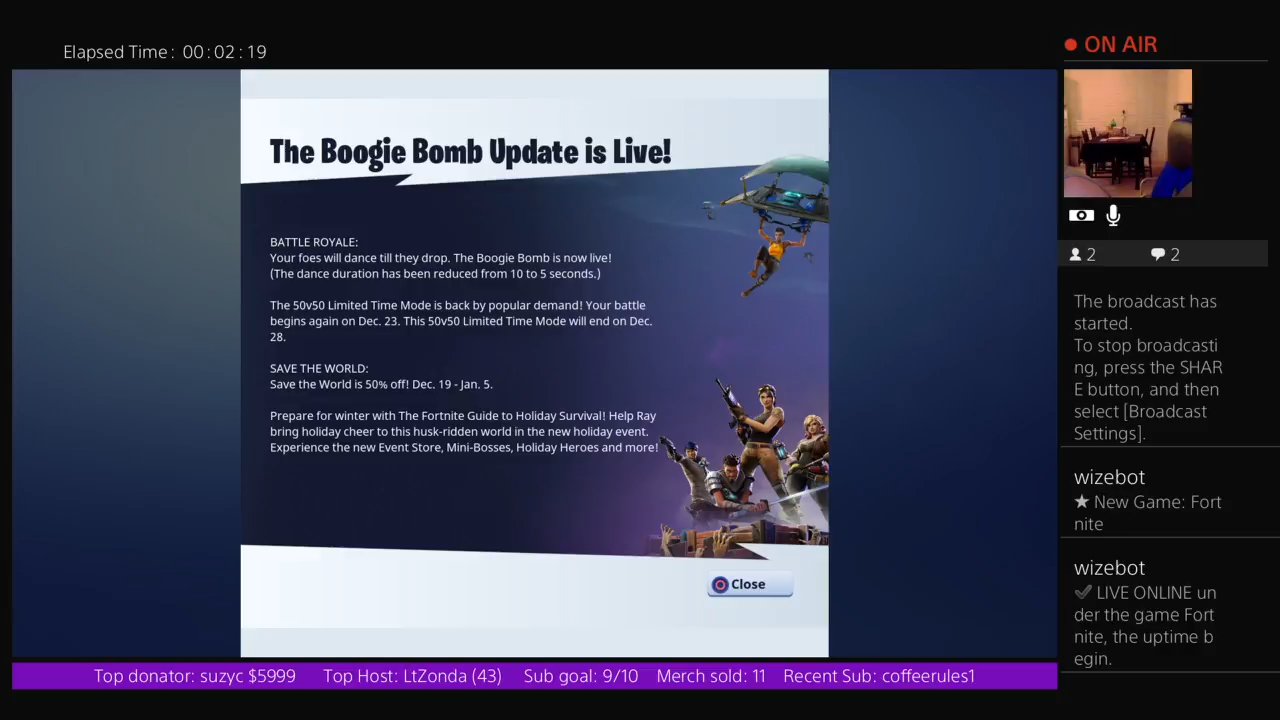 Elapsed Time: 00:02:19
ON AIR
The Boogie Bomb Update is Live!
BATTLE ROYALE:
Your foes will dance till they drop. The Boogie Bomb is now live!
(The dance duration has been reduced from 10 to 5 seconds.)
The 50v50 Limited Time Mode is back by popular demand! Your battle
begins again on Dec. 23. This 50v50 Limited Time Mode will end on Dec.
28.
SAVE THE WORLD:
Save the World is 50% off! Dec. 19 - Jan. 5.
Prepare for winter with The Fortnite Guide to Holiday Survival! Help Ray
bring holiday cheer to this husk-ridden world in the new holiday event.
Experience the new Event Store, Mini-Bosses, Holiday Heroes and more!
Close
2 2
The broadcast has
started.
To stop broadcasti
ng, press the SHAR
E button, and then
select [Broadcast
Settings].
wizebot
★ New Game: Fort
nite
wizebot
✔ LIVE ONLINE un
der the game Fort
nite, the uptime b
egin.
Top donator: suzyc $5999 Top Host: LtZonda (43) Sub goal: 9/10 Merch sold: 11 Recent Sub: coffeerules1